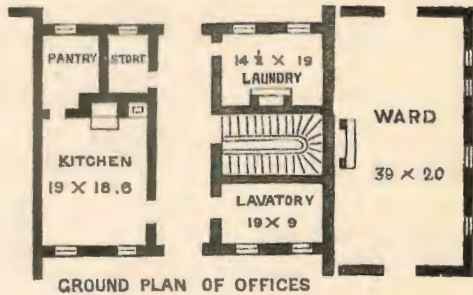 PANTRY
STORE
14½ × 19
LAUNDRY
WARD
39 × 20
KITCHEN
19 × 18.6
LAVATORY
19 × 9
GROUND PLAN OF OFFICES